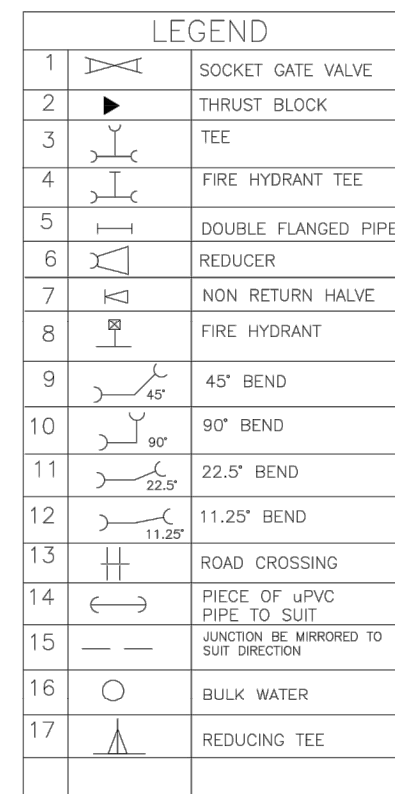 LEGEND
1 SOCKET GATE VALVE
2 THRUST BLOCK
3 TEE
4 FIRE HYDRANT TEE
5 DOUBLE FLANGED PIPE
6 REDUCER
7 NON RETURN HALVE
8 FIRE HYDRANT
9 45° 45° BEND
10 90° 90° BEND
11 22.5° 22.5° BEND
12 11.25° 11.25° BEND
13 ROAD CROSSING
14 PIECE OF uPVC
PIPE TO SUIT
15 JUNCTION BE MIRRORED TO
SUIT DIRECTION
16 BULK WATER
17 REDUCING TEE